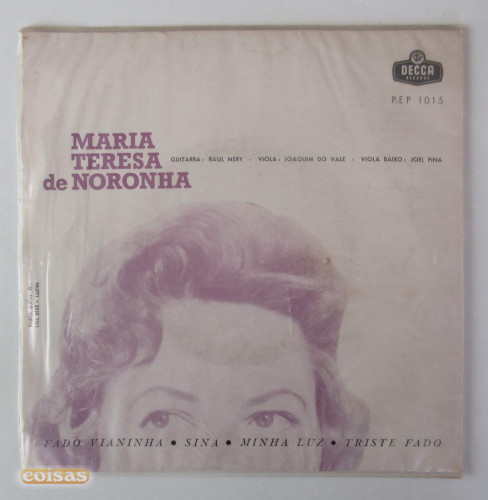 DECCA
RECORDS
PEP 1015
MARIA
TERESA
de NORONHA
GUITARRA: RAUL NERY - VIOLA: JOAQUIM DO VALE - VIOLA BAIXO: JOEL PINA
FADO VIANINHA • SINA • MINHA LUZ • TRISTE FADO
coisas